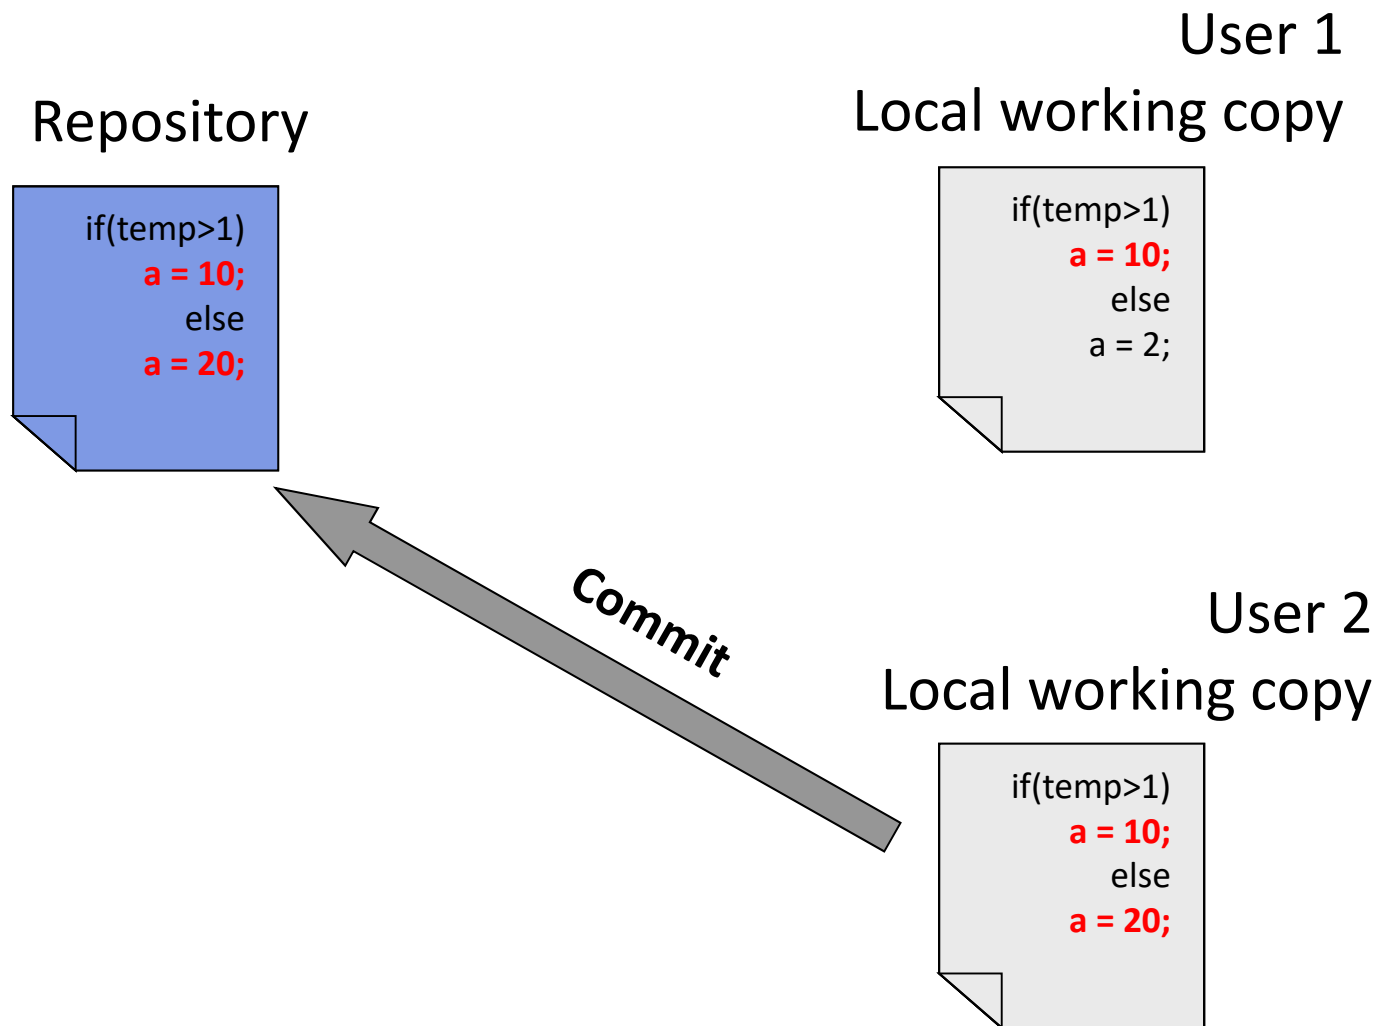 Repository
if(temp>1)
a = 10;
else
a = 20;
User 1
Local working copy
if(temp>1)
a = 10;
else
a = 2;
Commit
User 2
Local working copy
if(temp>1)
a = 10;
else
a = 20;